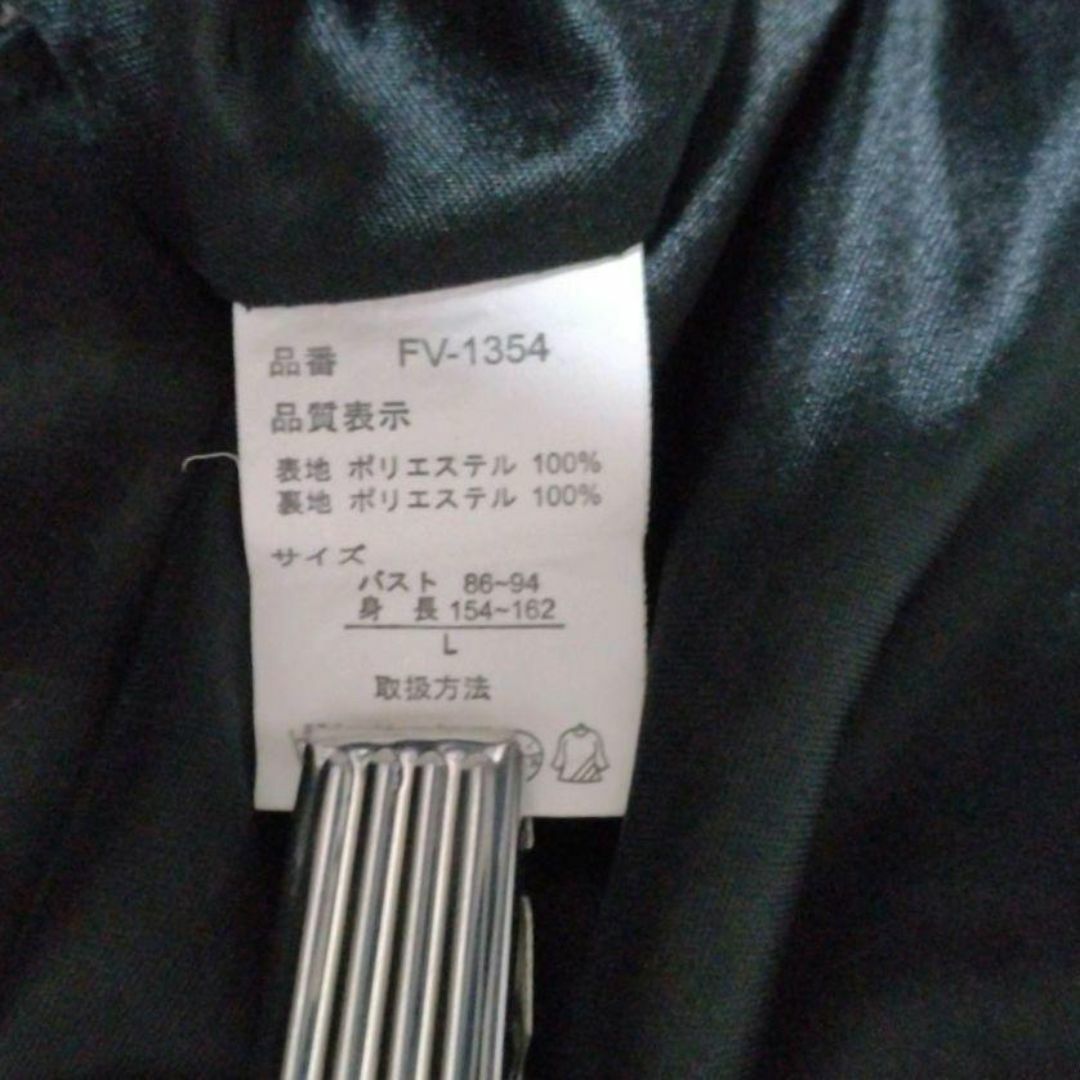 品番 FV-1354
品質表示
表地 ポリエステル 100%
裏地 ポリエステル 100%
サイズ
バスト 86~94
身 長 154~162
L
取扱方法